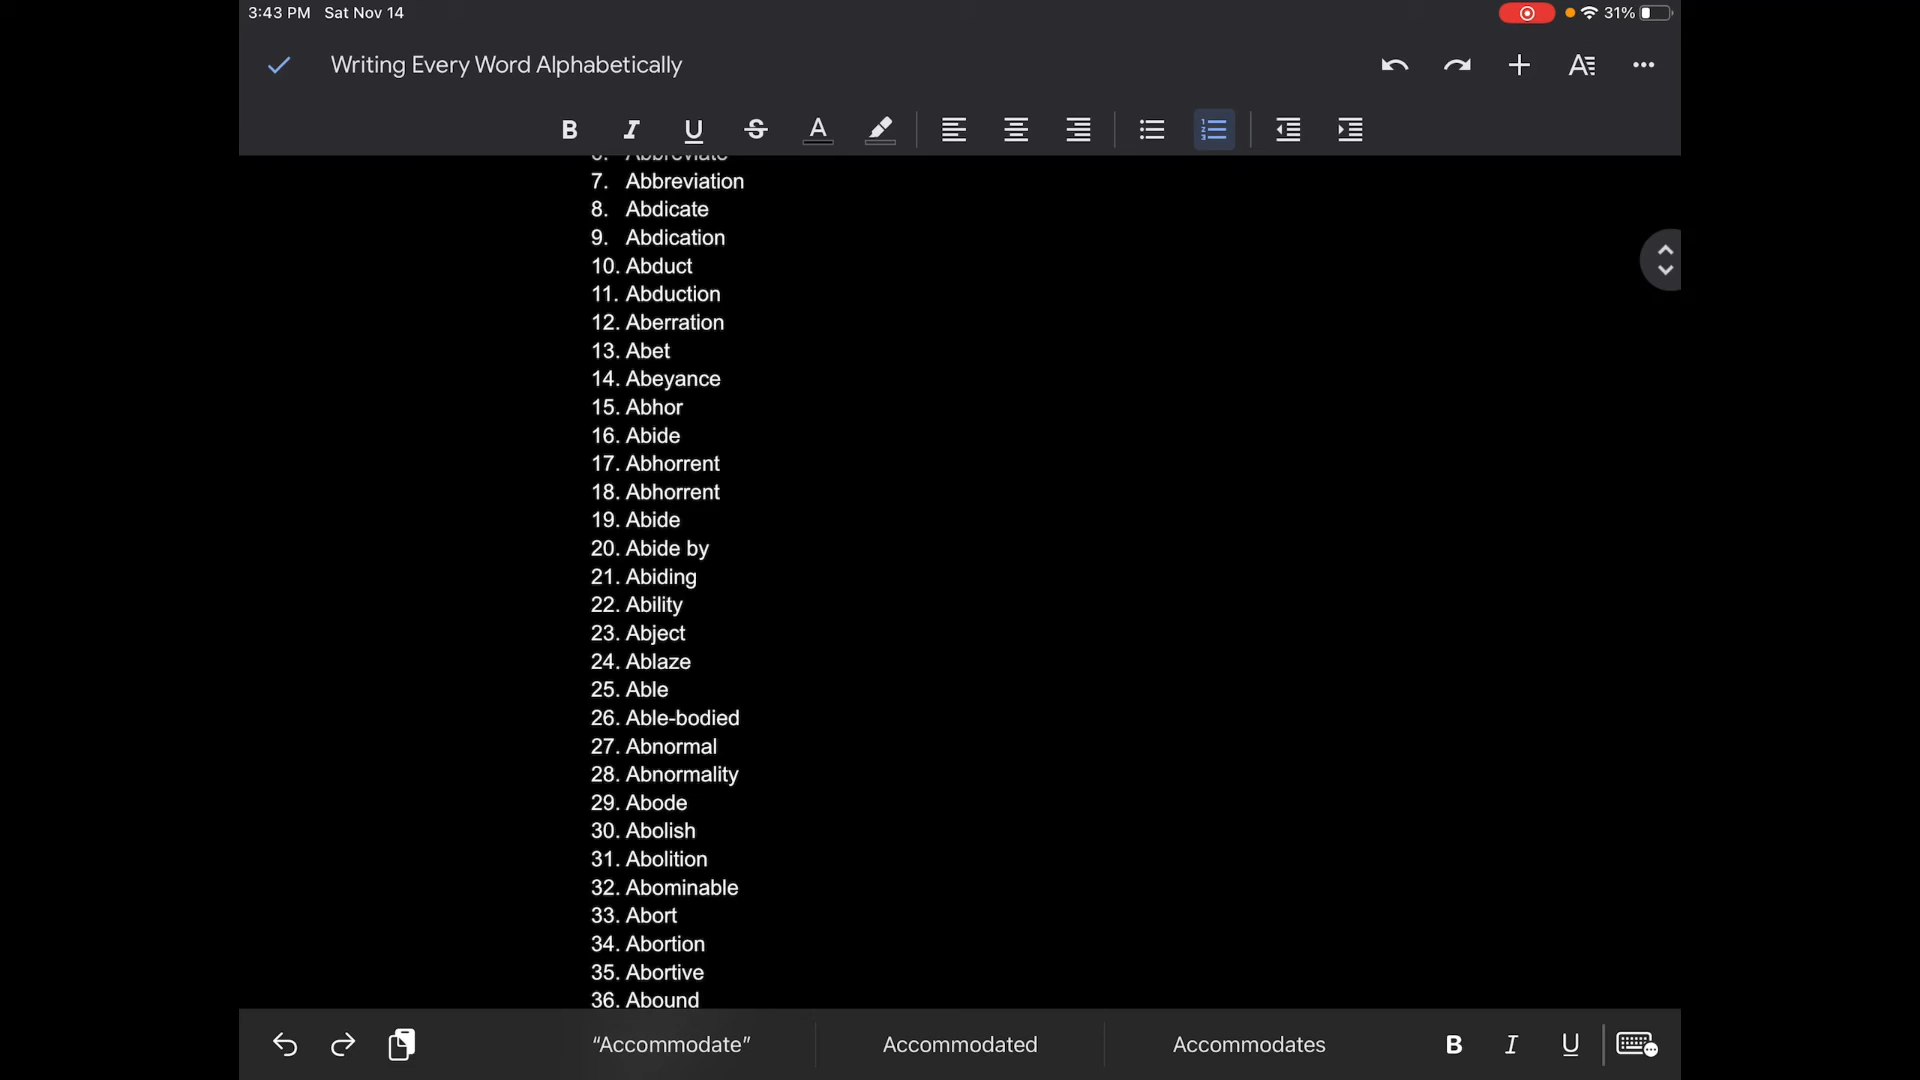 3:43 PM Sat Nov 14
31%
Writing Every Word Alphabetically
6. Abbreviate
7. Abbreviation
8. Abdicate
9. Abdication
10. Abduct
11. Abduction
12. Aberration
13. Abet
14. Abeyance
15. Abhor
16. Abide
17. Abhorrent
18. Abhorrent
19. Abide
20. Abide by
21. Abiding
22. Ability
23. Abject
24. Ablaze
25. Able
26. Able-bodied
27. Abnormal
28. Abnormality
29. Abode
30. Abolish
31. Abolition
32. Abominable
33. Abort
34. Abortion
35. Abortive
36. Abound
“Accommodate” Accommodated Accommodates B I U